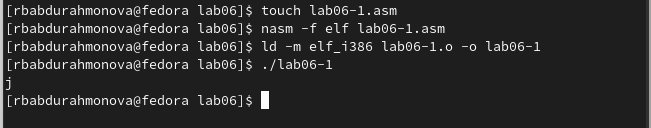 [rbabdurahmonova@fedora lab06]$ touch lab06-1.asm
[rbabdurahmonova@fedora lab06]$ nasm -f elf lab06-1.asm
[rbabdurahmonova@fedora lab06]$ ld -m elf_i386 lab06-1.o -o lab06-1
[rbabdurahmonova@fedora lab06]$ ./lab06-1
j
[rbabdurahmonova@fedora lab06]$